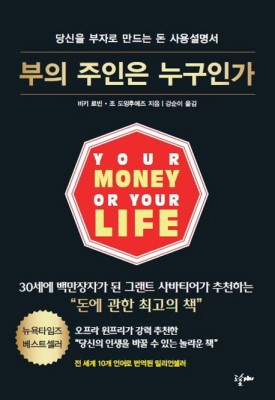 당신을 부자로 만드는 돈 사용설명서
부의 주인은 누구인가
비키 로빈 · 조 도밍후에즈 지음 | 강순이 옮김
YOUR
MONEY
OR YOUR
LIFE
30세에 백만장자가 된 그랜트 사바티어가 추천하는
“돈에 관한 최고의 책”
뉴욕타임즈
베스트셀러
오프라 윈프리가 강력 추천한
“당신의 인생을 바꿀 수 있는 놀라운 책”
전 세계 10개 언어로 번역된 밀리언셀러